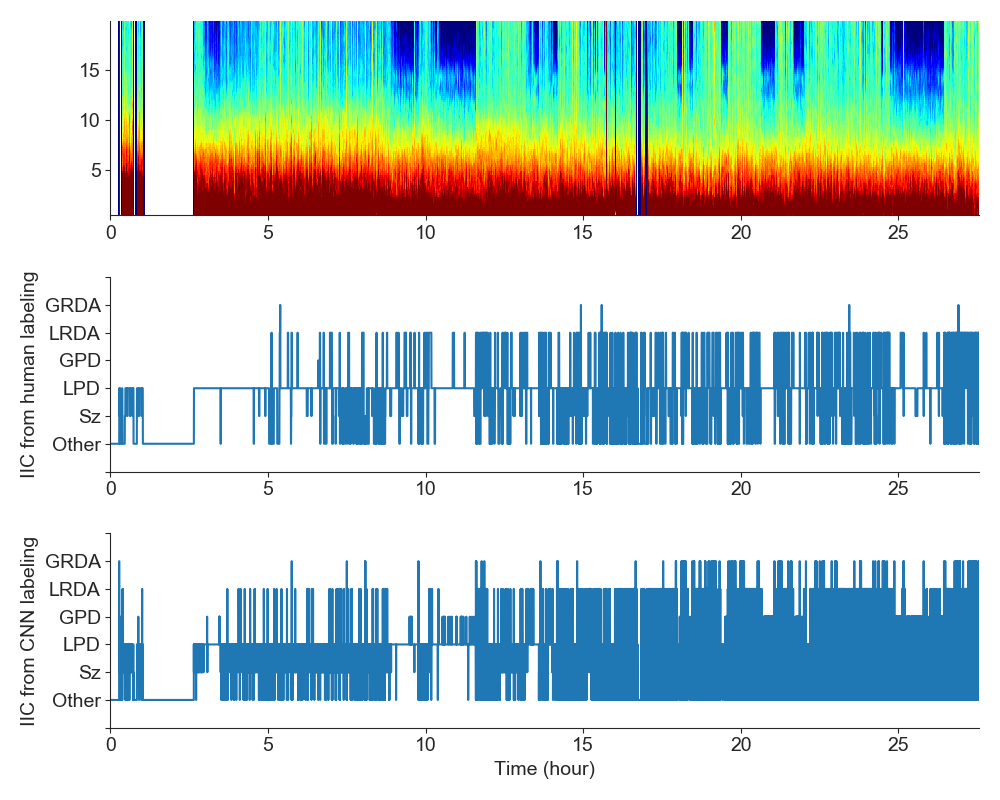 15
10
5
0 5 10 15 20 25
IIC from human labeling
GRDA
LRDA
GPD
LPD
Sz
Other
0 5 10 15 20 25
IIC from CNN labeling
GRDA
LRDA
GPD
LPD
Sz
Other
0 5 10 15 20 25
Time (hour)